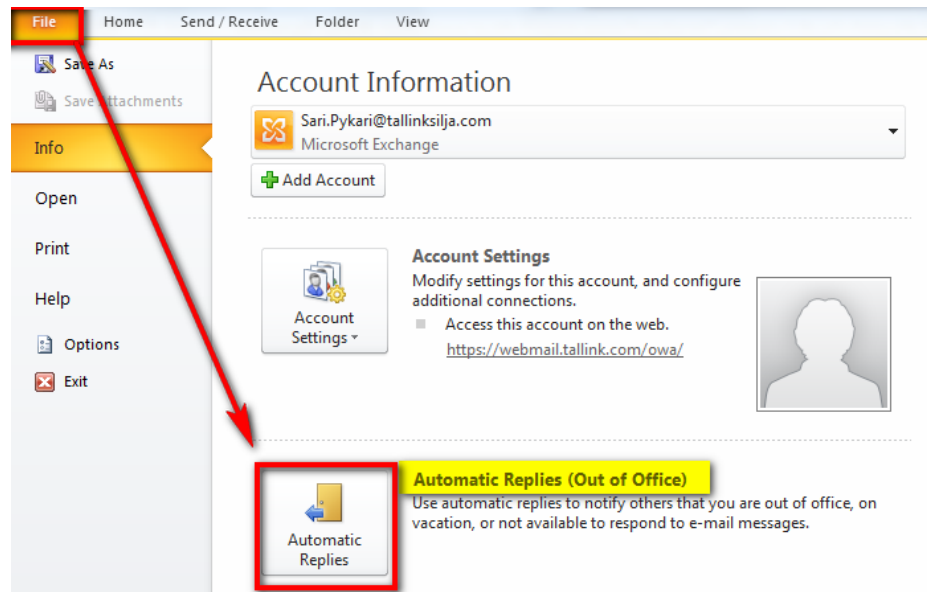 File Home Send / Receive Folder View
Save As
Save Attachments
Info
Open
Print
Help
Options
Exit
Account Information
Sari.Pykari@tallinksilja.com
Microsoft Exchange
Add Account
Account
Settings
Account Settings
Modify settings for this account, and configure
additional connections.
Access this account on the web.
https://webmail.tallink.com/owa/
Automatic
Replies
Automatic Replies (Out of Office)
Use automatic replies to notify others that you are out of office, on
vacation, or not available to respond to e-mail messages.